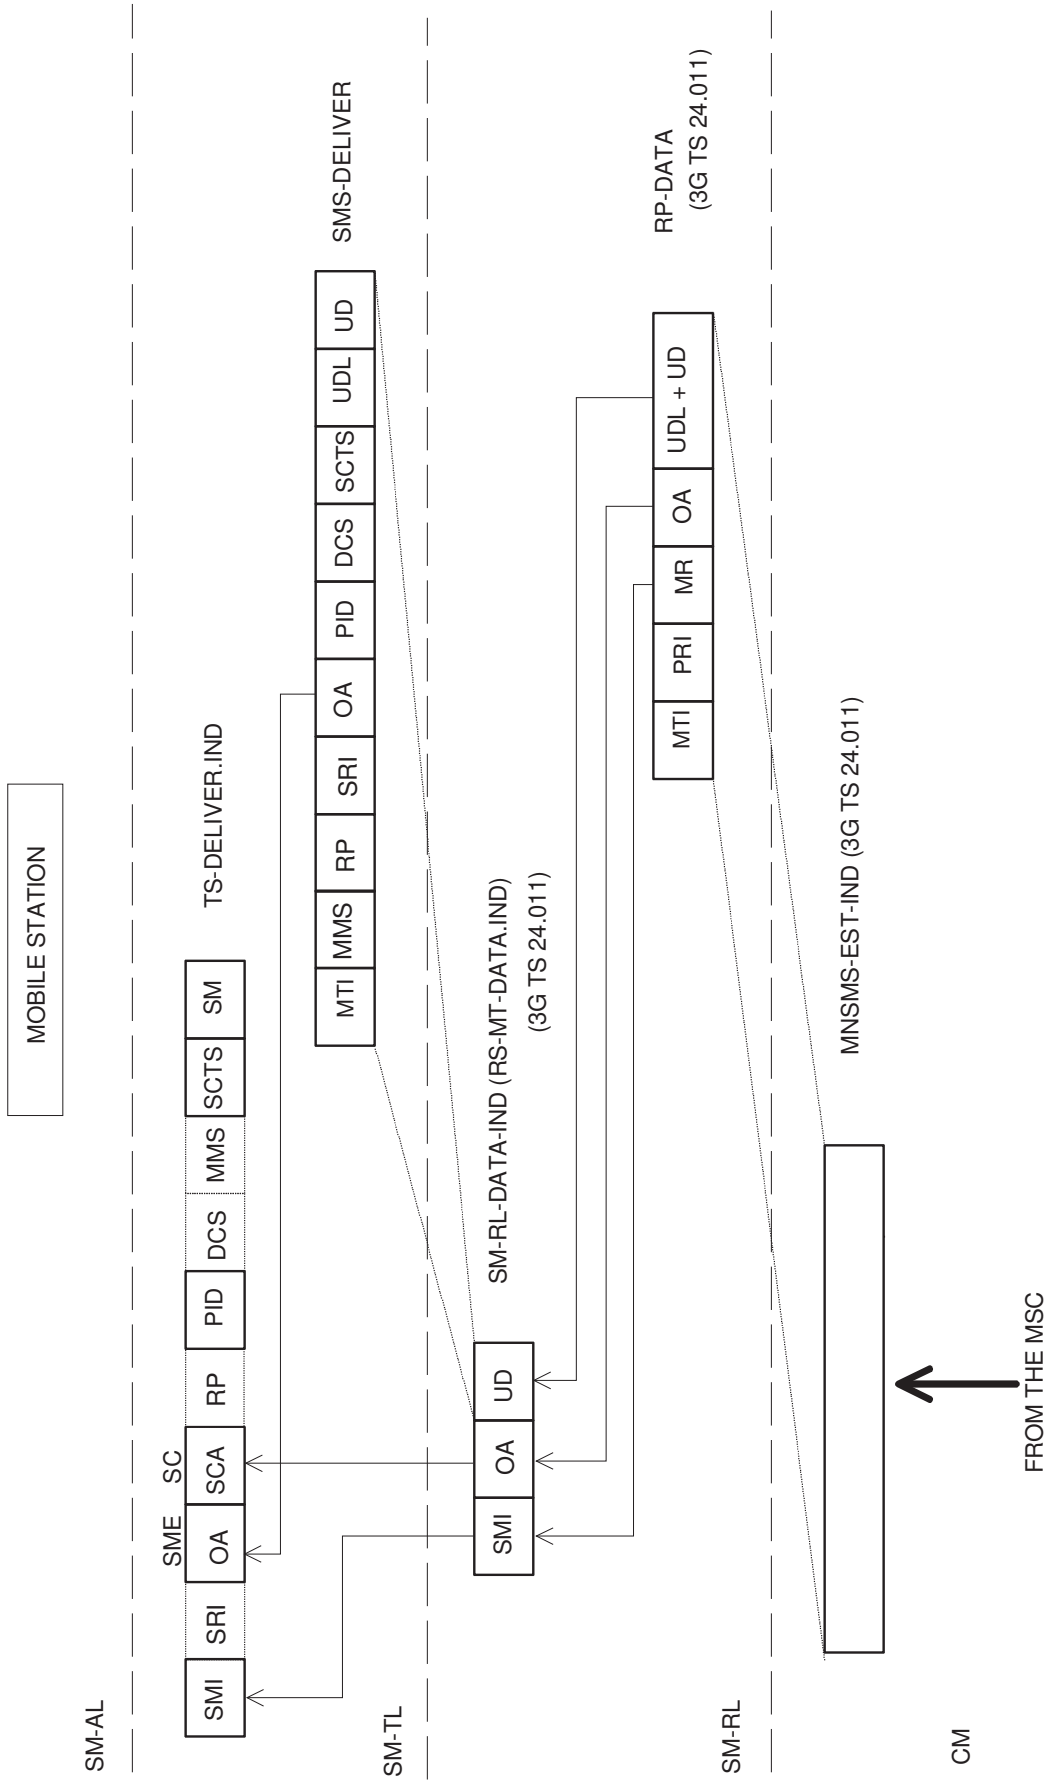 MOBILE STATION
SM-AL
TS-DELIVER.IND
SME SC
SMI SRI OA SCA RP PID DCS MMS SCTS SM
SMS-DELIVER
MTI MMS RP SRI OA PID DCS SCTS UDL UD
SM-TL
SM-RL-DATA-IND (RS-MT-DATA.IND)
(3G TS 24.011)
SMI OA UD
RP-DATA
(3G TS 24.011)
MTI PRI MR OA UDL + UD
SM-RL
MNSMS-EST-IND (3G TS 24.011)
CM
FROM THE MSC